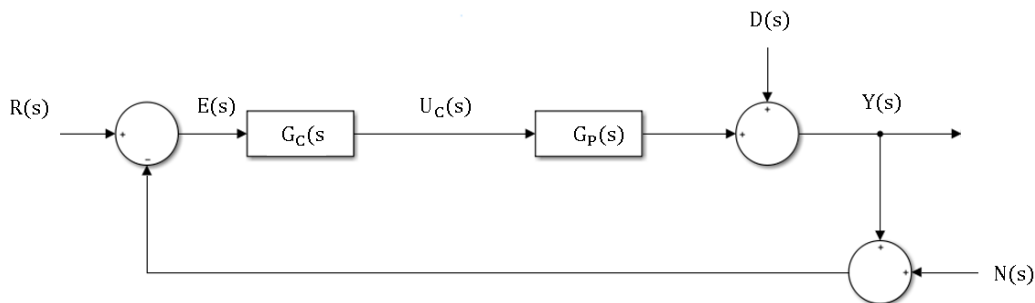 D(s)
R(s)
E(s)
U_C(s)
Y(s)
+
G_C(s
G_P(s)
+
+
-
+
+
N(s)